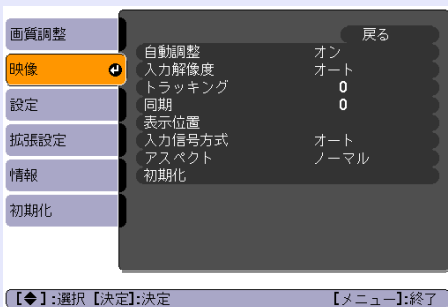 画質調整
映像
設定
拡張設定
情報
初期化
戻る
自動調整 オン
入力解像度 オート
トラッキング 0
同期 0
表示位置
入力信号方式 オート
アスペクト ノーマル
初期化
【◆】:選択【決定】:決定 【メニュー】:終了